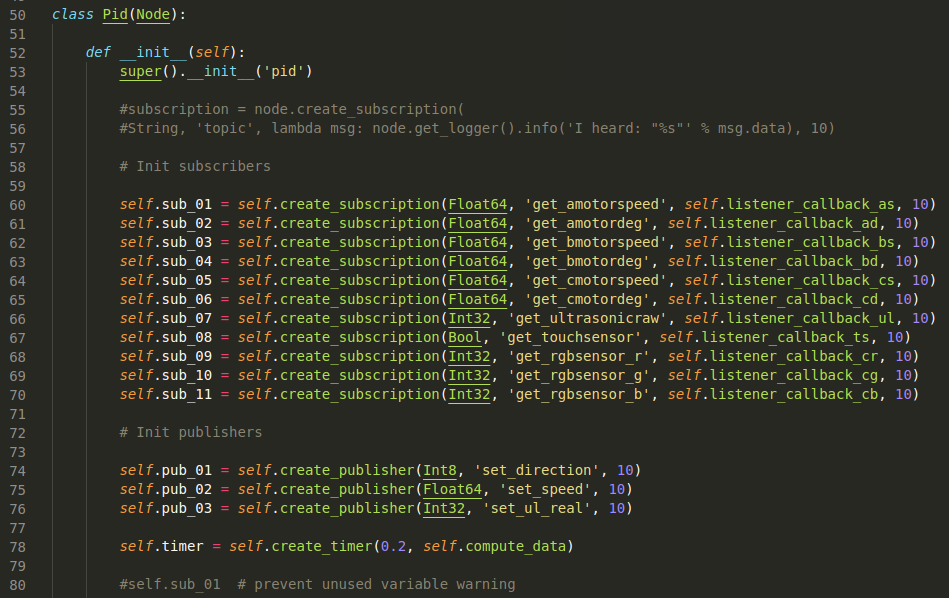 50 class Pid(Node):
51
52 def __init__(self):
53 super().__init__('pid')
54
55 #subscription = node.create_subscription(
56 #String, 'topic', lambda msg: node.get_logger().info('I heard: "%s"' % msg.data), 10)
57
58 # Init subscribers
59
60 self.sub_01 = self.create_subscription(Float64, 'get_amotorspeed', self.listener_callback_as, 10)
61 self.sub_02 = self.create_subscription(Float64, 'get_amotordeg', self.listener_callback_ad, 10)
62 self.sub_03 = self.create_subscription(Float64, 'get_bmotorspeed', self.listener_callback_bs, 10)
63 self.sub_04 = self.create_subscription(Float64, 'get_bmotordeg', self.listener_callback_bd, 10)
64 self.sub_05 = self.create_subscription(Float64, 'get_cmotorspeed', self.listener_callback_cs, 10)
65 self.sub_06 = self.create_subscription(Float64, 'get_cmotordeg', self.listener_callback_cd, 10)
66 self.sub_07 = self.create_subscription(Int32, 'get_ultrasonicraw', self.listener_callback_ul, 10)
67 self.sub_08 = self.create_subscription(Bool, 'get_touchsensor', self.listener_callback_ts, 10)
68 self.sub_09 = self.create_subscription(Int32, 'get_rgbsensor_r', self.listener_callback_cr, 10)
69 self.sub_10 = self.create_subscription(Int32, 'get_rgbsensor_g', self.listener_callback_cg, 10)
70 self.sub_11 = self.create_subscription(Int32, 'get_rgbsensor_b', self.listener_callback_cb, 10)
71
72 # Init publishers
73
74 self.pub_01 = self.create_publisher(Int8, 'set_direction', 10)
75 self.pub_02 = self.create_publisher(Float64, 'set_speed', 10)
76 self.pub_03 = self.create_publisher(Int32, 'set_ul_real', 10)
77
78 self.timer = self.create_timer(0.2, self.compute_data)
79
80 #self.sub_01  # prevent unused variable warning